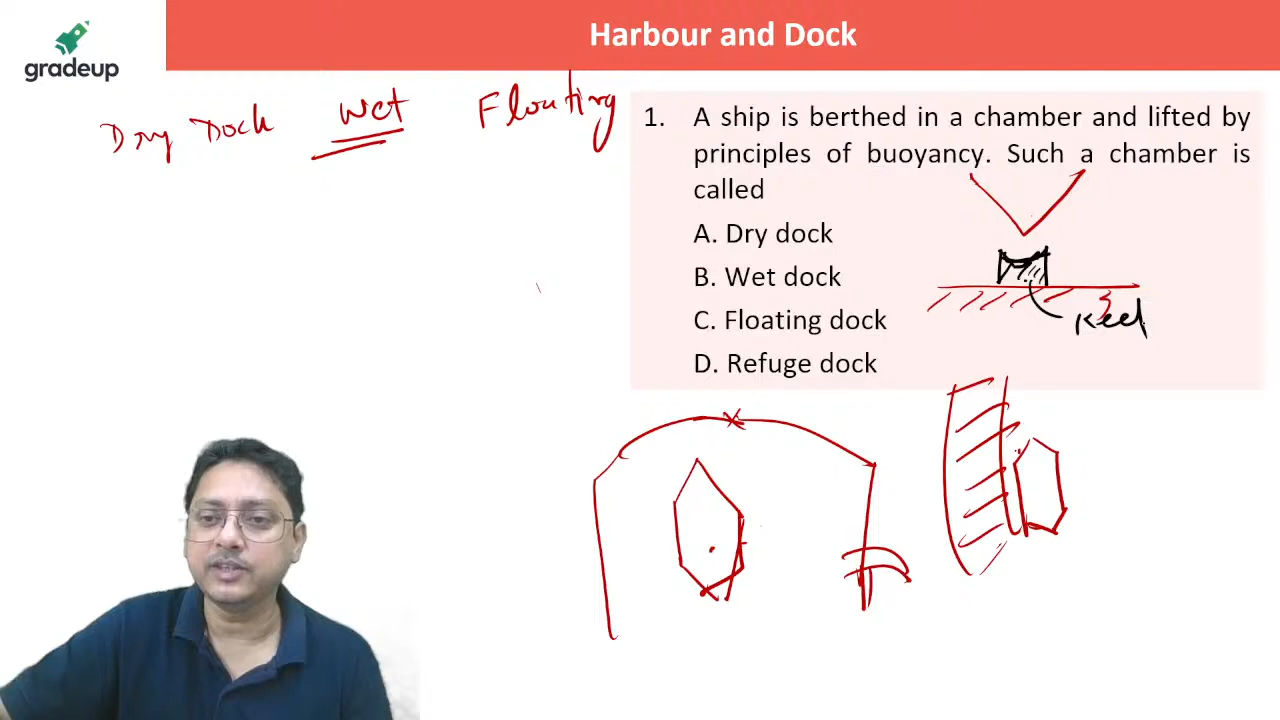 Harbour and Dock
gradeup
Dry Dock Wet Floating
1. A ship is berthed in a chamber and lifted by
principles of buoyancy. Such a chamber is
called
A. Dry dock
B. Wet dock
C. Floating dock
D. Refuge dock
Keel